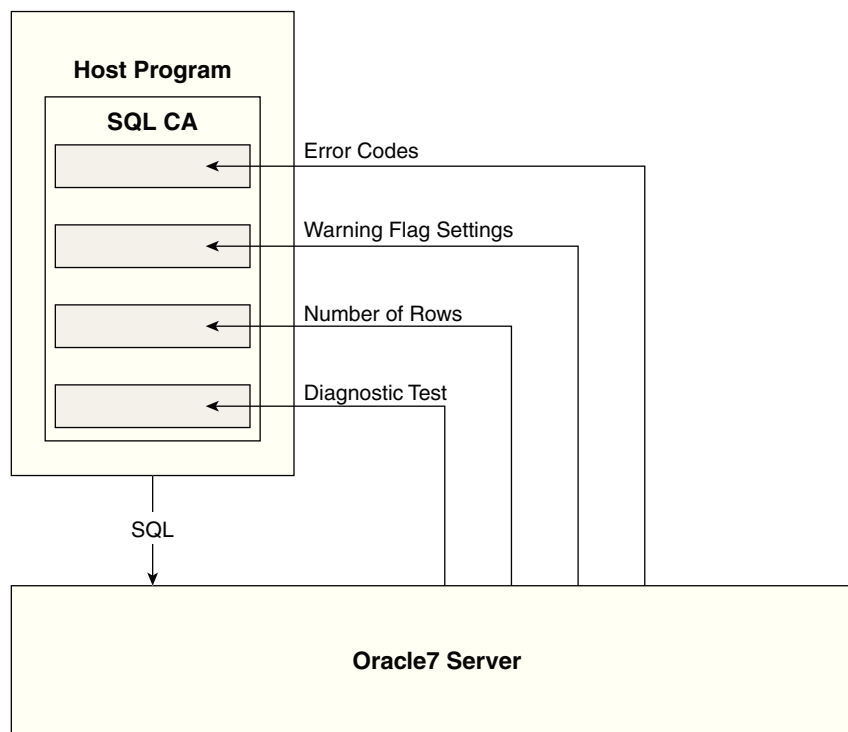 Host Program
SQL CA
Error Codes
Warning Flag Settings
Number of Rows
Diagnostic Test
SQL
Oracle7 Server